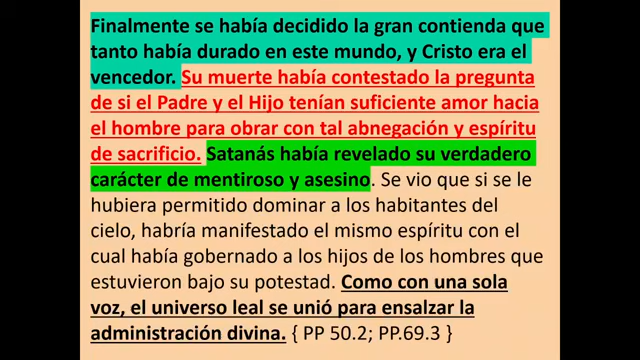 Finalmente se había decidido la gran contienda que
tanto había durado en este mundo, y Cristo era el
vencedor. Su muerte había contestado la pregunta
de si el Padre y el Hijo tenían suficiente amor hacia
el hombre para obrar con tal abnegación y espíritu
de sacrificio. Satanás había revelado su verdadero
carácter de mentiroso y asesino. Se vio que si se le
hubiera permitido dominar a los habitantes del
cielo, habría manifestado el mismo espíritu con el
cual había gobernado a los hijos de los hombres que
estuvieron bajo su potestad. Como con una sola
voz, el universo leal se unió para ensalzar la
administración divina. { PP 50.2; PP.69.3 }